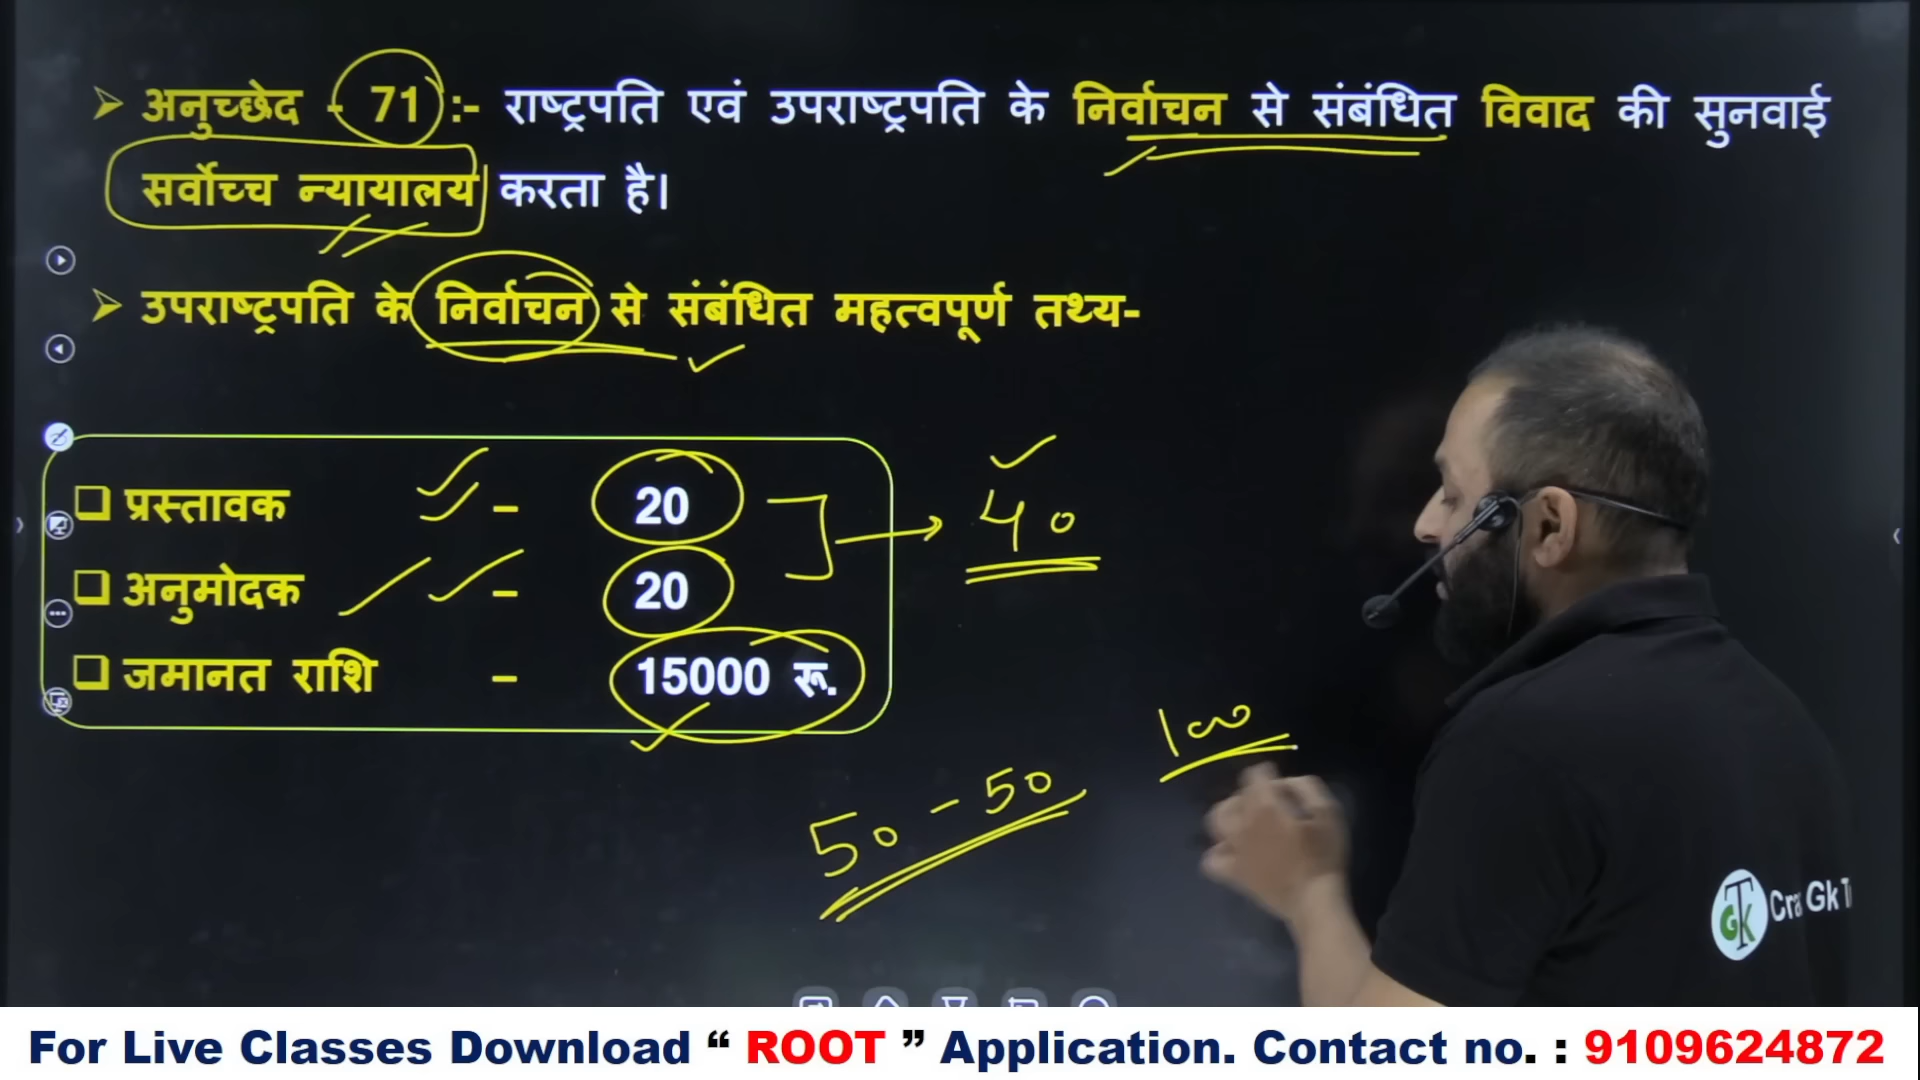 ➤ अनुच्छेद - 71 :- राष्ट्रपति एवं उपराष्ट्रपति के निर्वाचन से संबंधित विवाद की सुनवाई
सर्वोच्च न्यायालय करता है।
➤ उपराष्ट्रपति के निर्वाचन से संबंधित महत्वपूर्ण तथ्य-
❑ प्रस्तावक - 20
❑ अनुमोदक - 20
40
❑ जमानत राशि - 15000 रू.
100
50 - 50
GTK Gk
For Live Classes Download “ ROOT ” Application. Contact no. : 9109624872